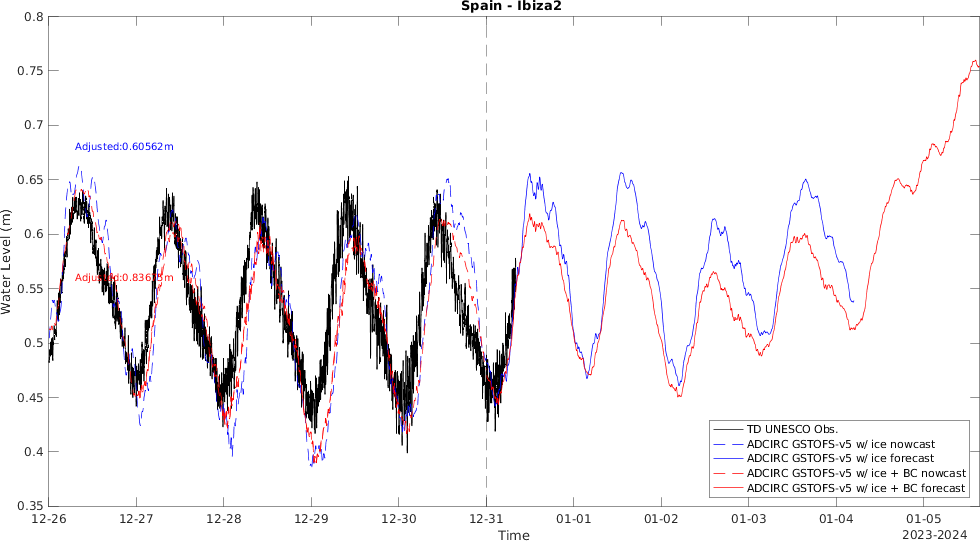 Spain - Ibiza2
0.8
0.75
0.7
0.65
0.6
0.55
0.5
0.45
0.4
0.35
Water Level (m)
Adjusted:0.60562m
TD UNESCO Obs.
ADCIRC GSTOFS-v5 w/ ice nowcast
ADCIRC GSTOFS-v5 w/ ice forecast
ADCIRC GSTOFS-v5 w/ ice + BC nowcast
ADCIRC GSTOFS-v5 w/ ice + BC forecast
12-26 12-27 12-28 12-29 12-30 12-31 01-01 01-02 01-03 01-04 01-05
Time
2023-2024